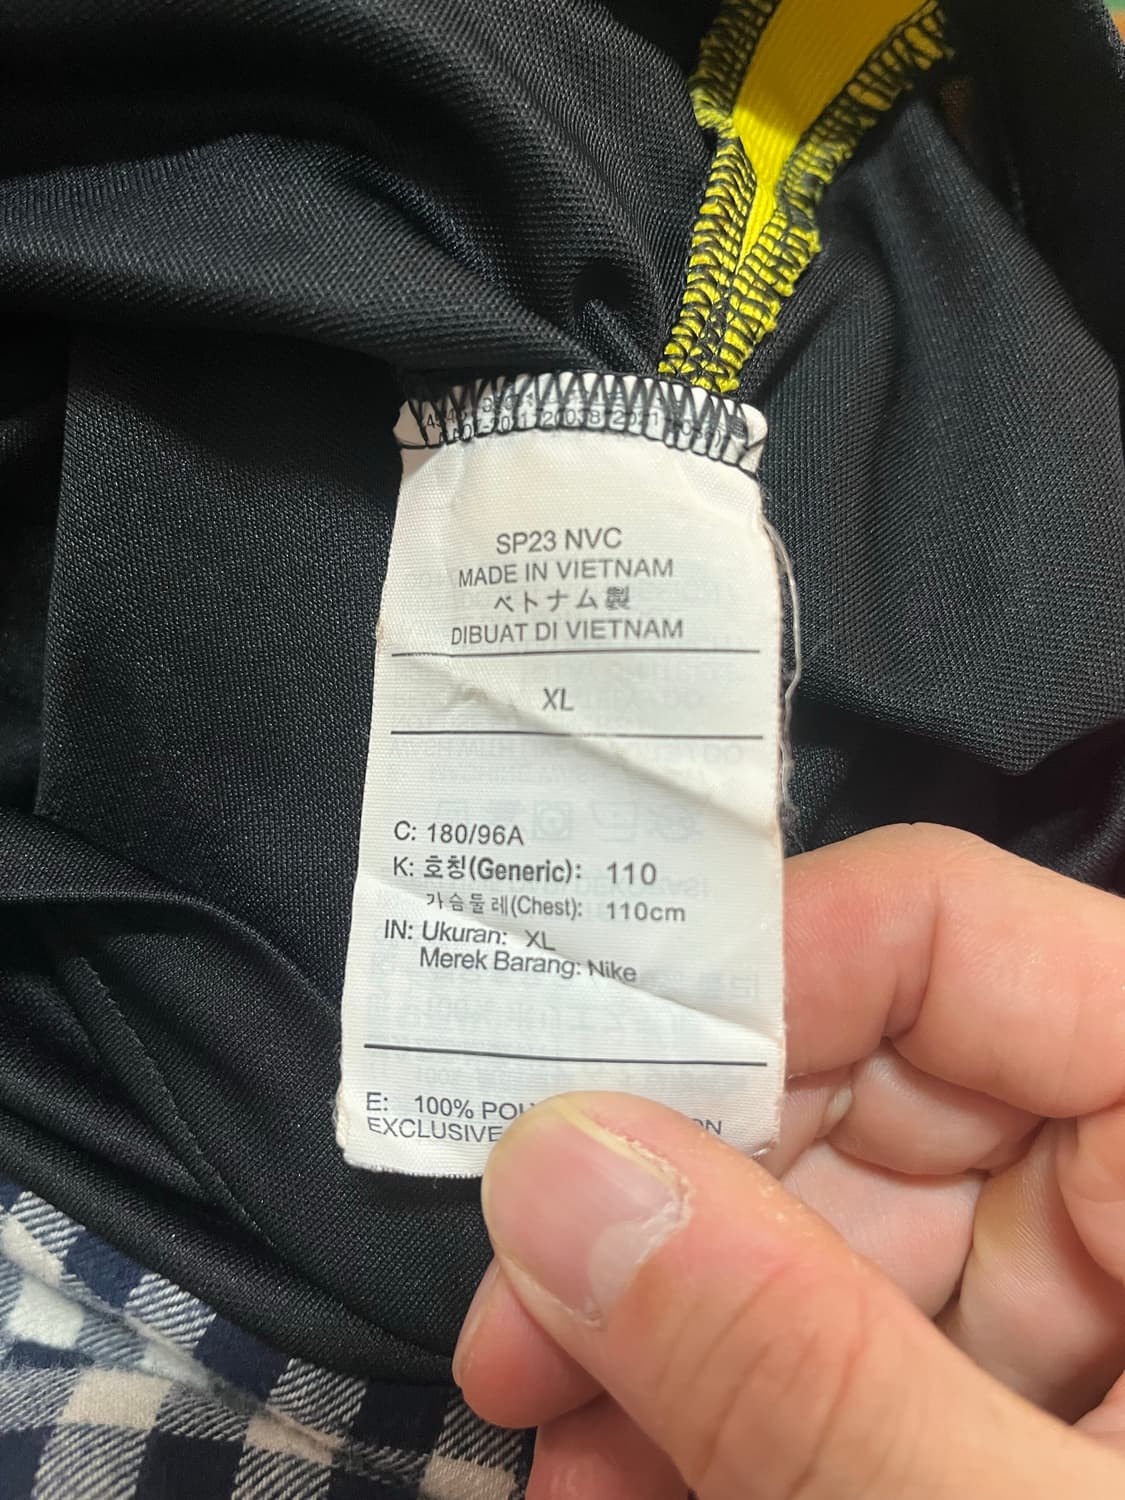 SP23 NVC
MADE IN VIETNAM
ベトナム製
DIBUAT DI VIETNAM
XL
C: 180/96A
K: 호칭(Generic): 110
가슴둘레(Chest): 110cm
IN: Ukuran: XL
Merek Barang: Nike
E: 100%
EXCLUSIVE